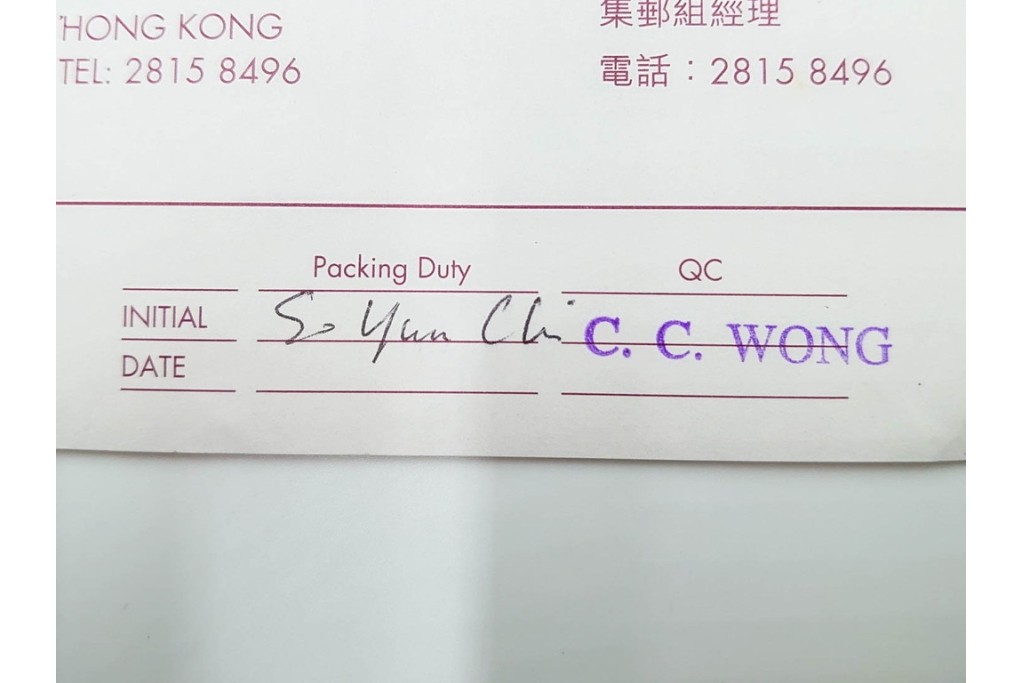 HONG KONG
集郵組經理
TEL: 2815 8496
電話：2815 8496
Packing Duty
QC
INITIAL
So Yun Chi
C. C. WONG
DATE